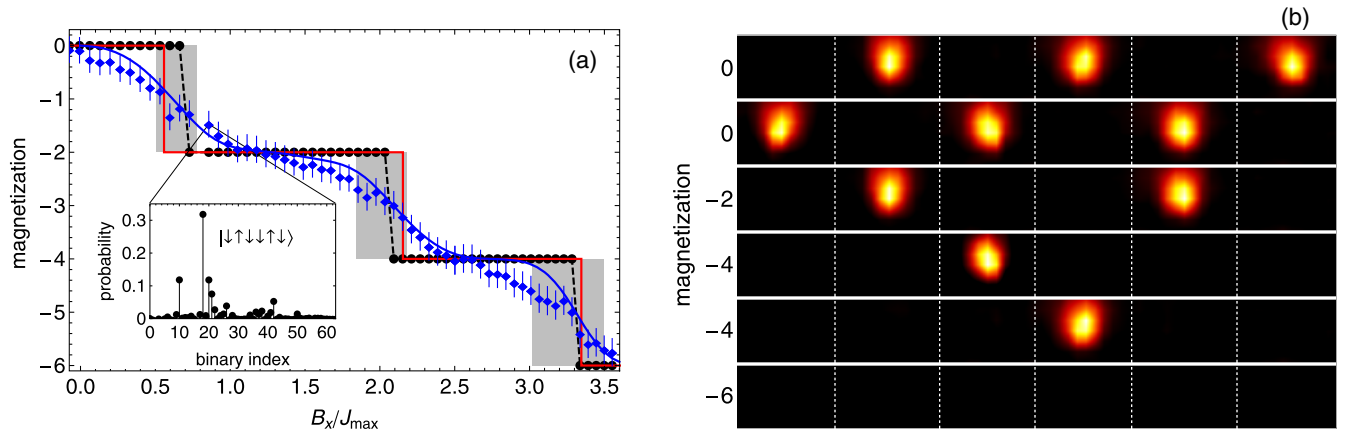 (a)
magnetization
0
−1
−2
−3
−4
−5
−6
0.0 0.5 1.0 1.5 2.0 2.5 3.0 3.5
Bx/Jmax
probability
0.3
0.2
0.1
0
0 10 20 30 40 50 60
binary index
|↓↑↓↓↑↓⟩
(b)
magnetization
0
0
−2
−4
−4
−6